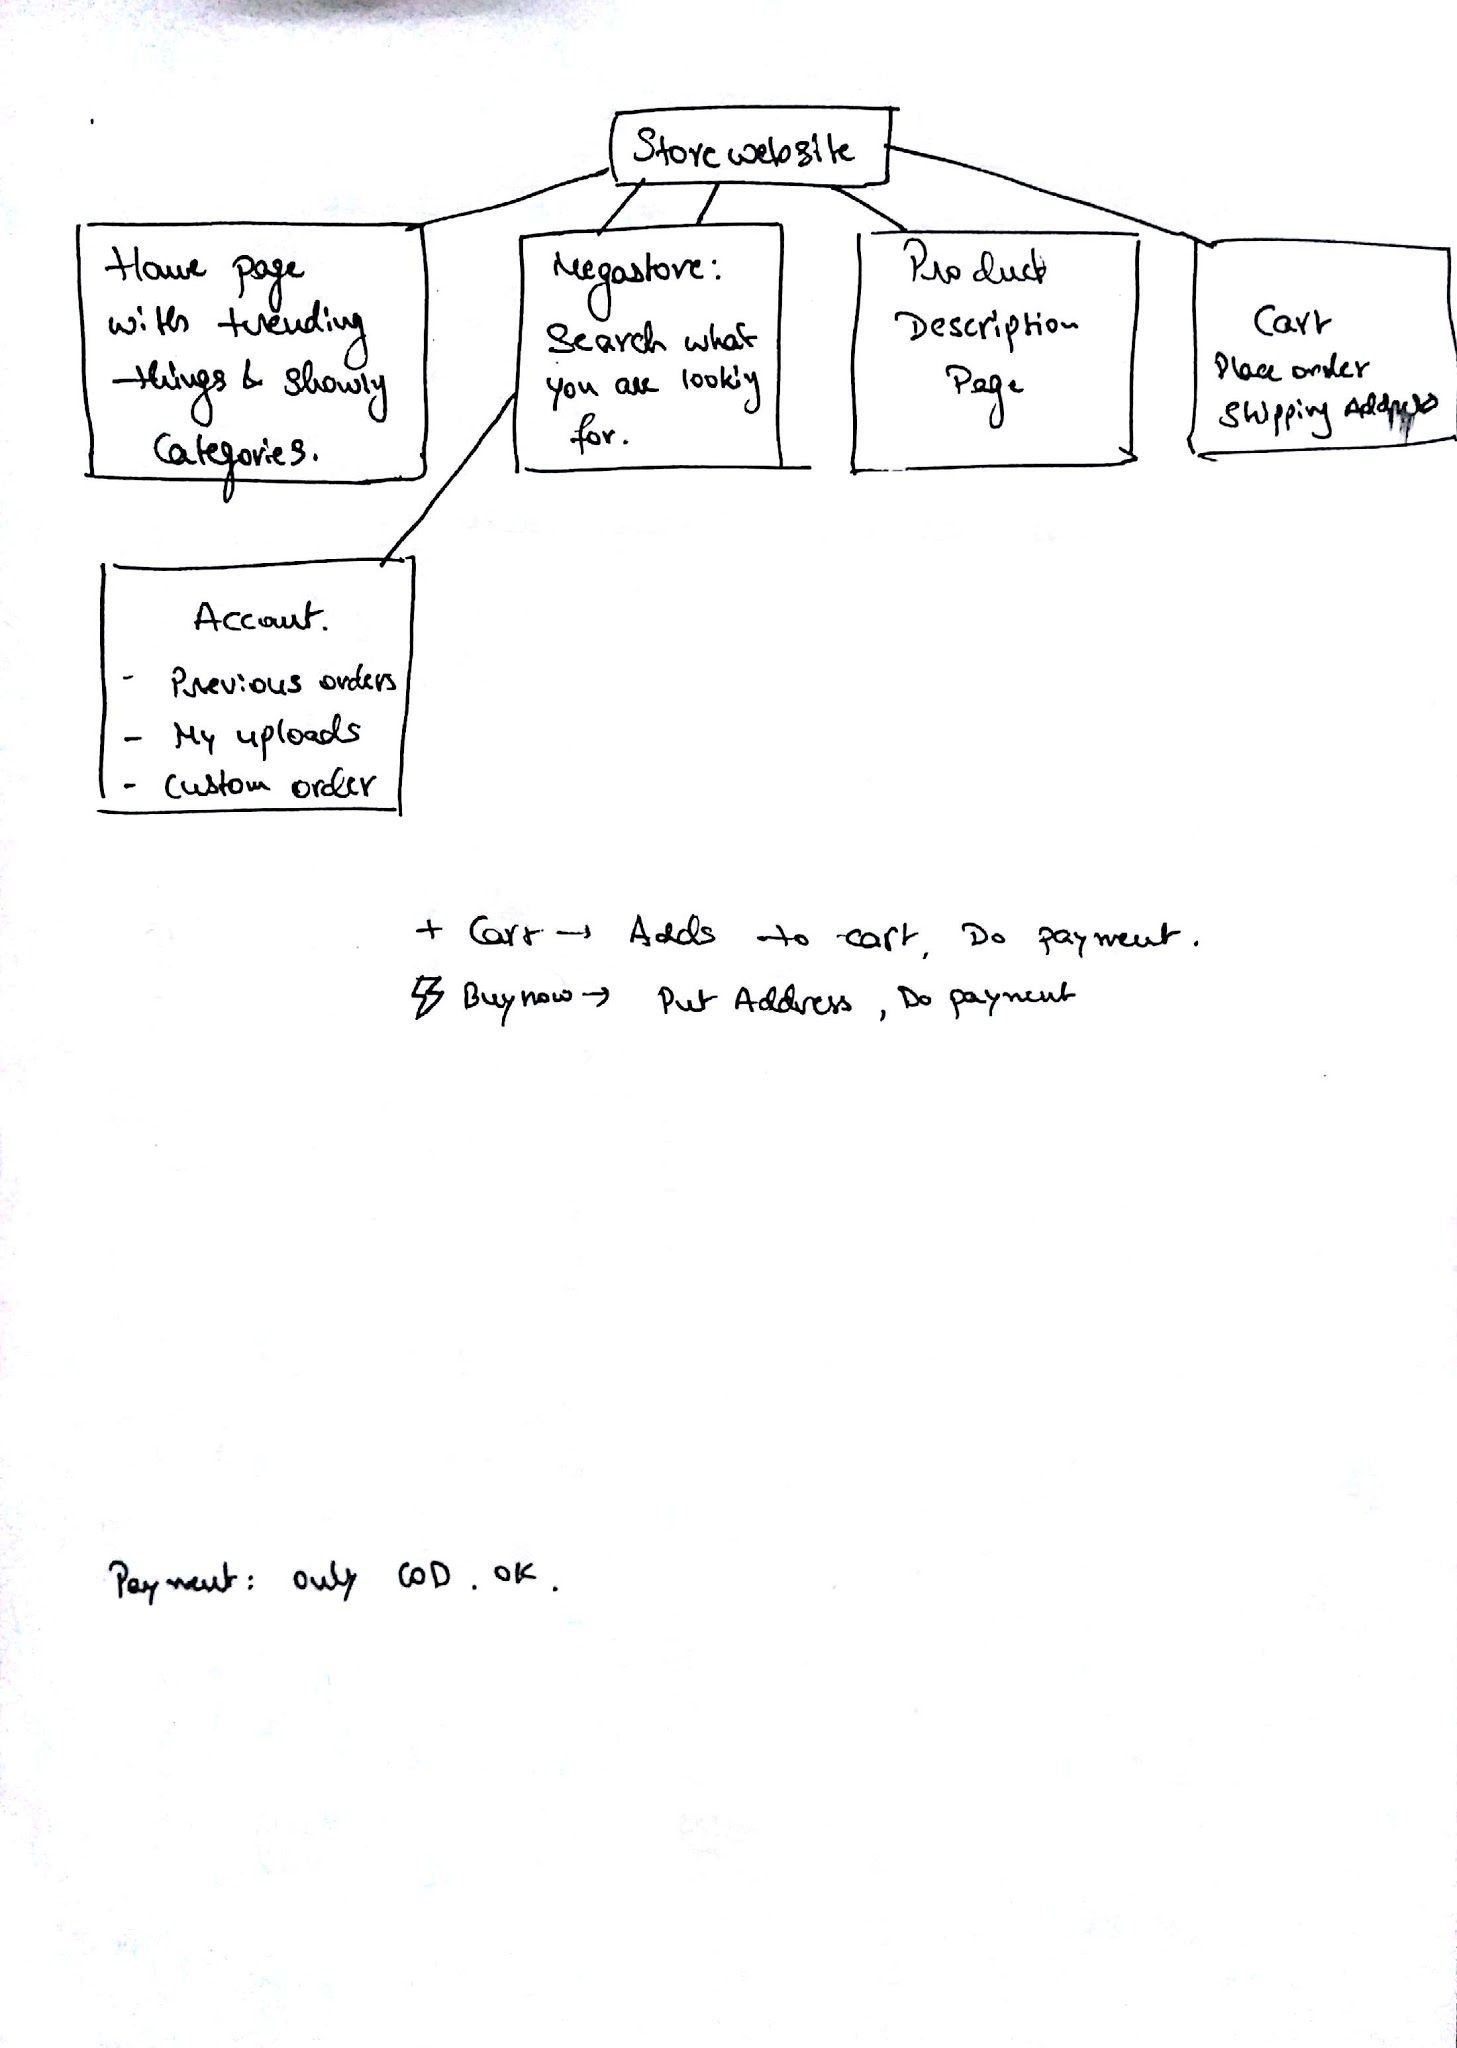 Store website
Home page
with trending
things & showly
Categories.
Megastore:
Search what
you are lookiy
for.
Product
Description
Page
Cart
Place order
Shipping Address
Account.
- Previous orders
- My uploads
- Custom order
+ Cart → Adds to cart, Do payment.
Buy now → Put Address, Do payment
Payment: only COD. OK.